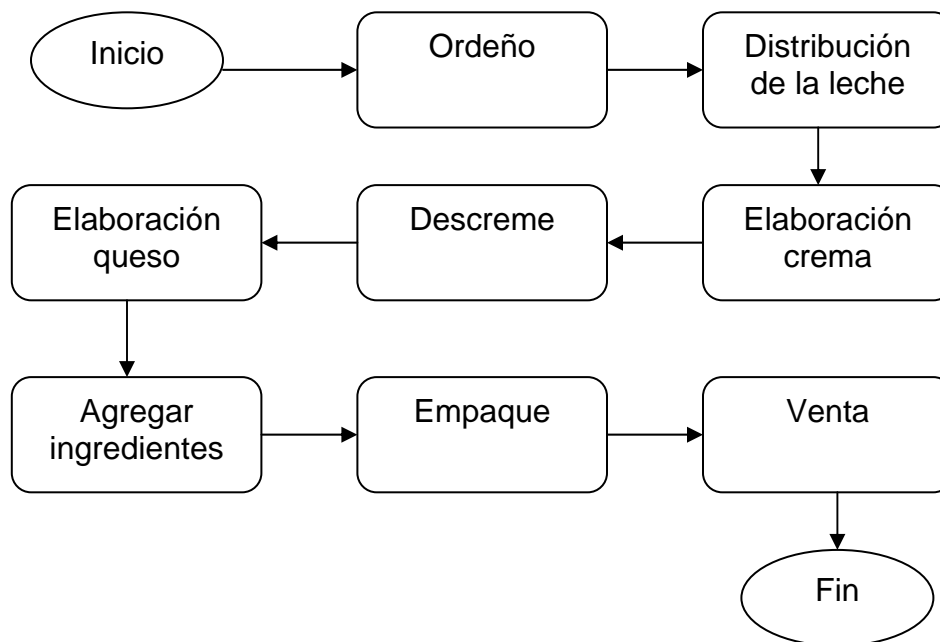 Inicio
Ordeño
Distribución
de la leche
Elaboración
crema
Descreme
Elaboración
queso
Agregar
ingredientes
Empaque
Venta
Fin